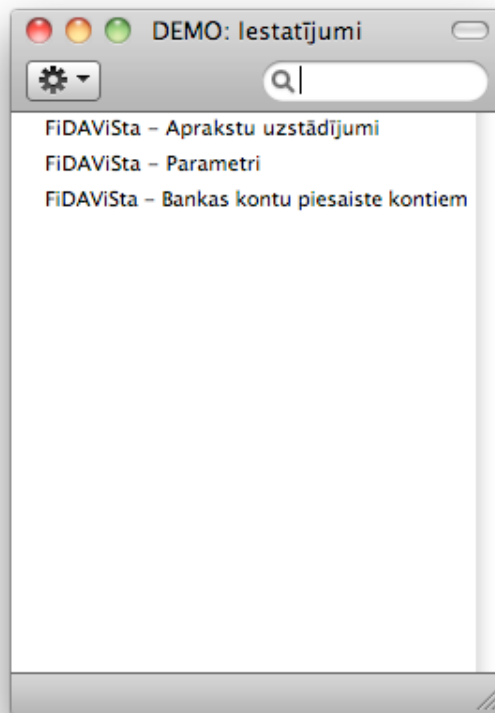 DEMO: Iestatījumi
FiDAViSta – Aprakstu uzstādījumi
FiDAViSta – Parametri
FiDAViSta – Bankas kontu piesaiste kontiem